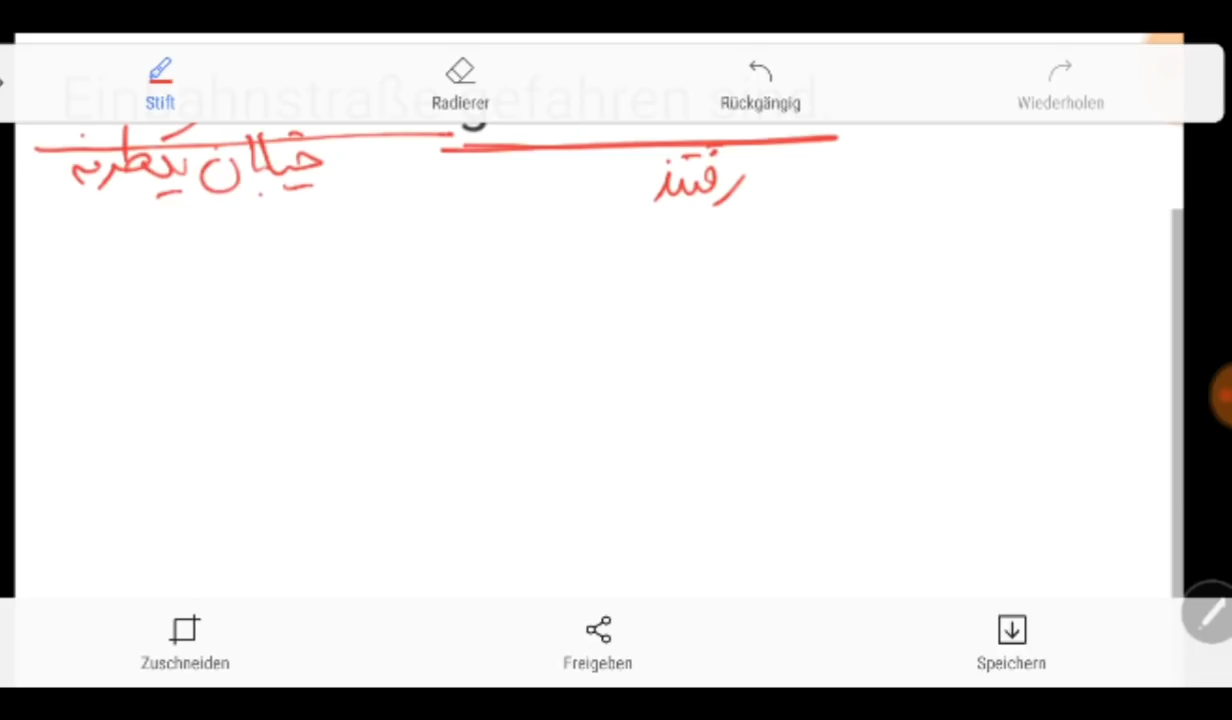 Einbahnstraße gefahren sind
Stift Radierer Rückgängig Wiederholen
خیابان یکطرفه رفتند
Zuschneiden Freigeben Speichern